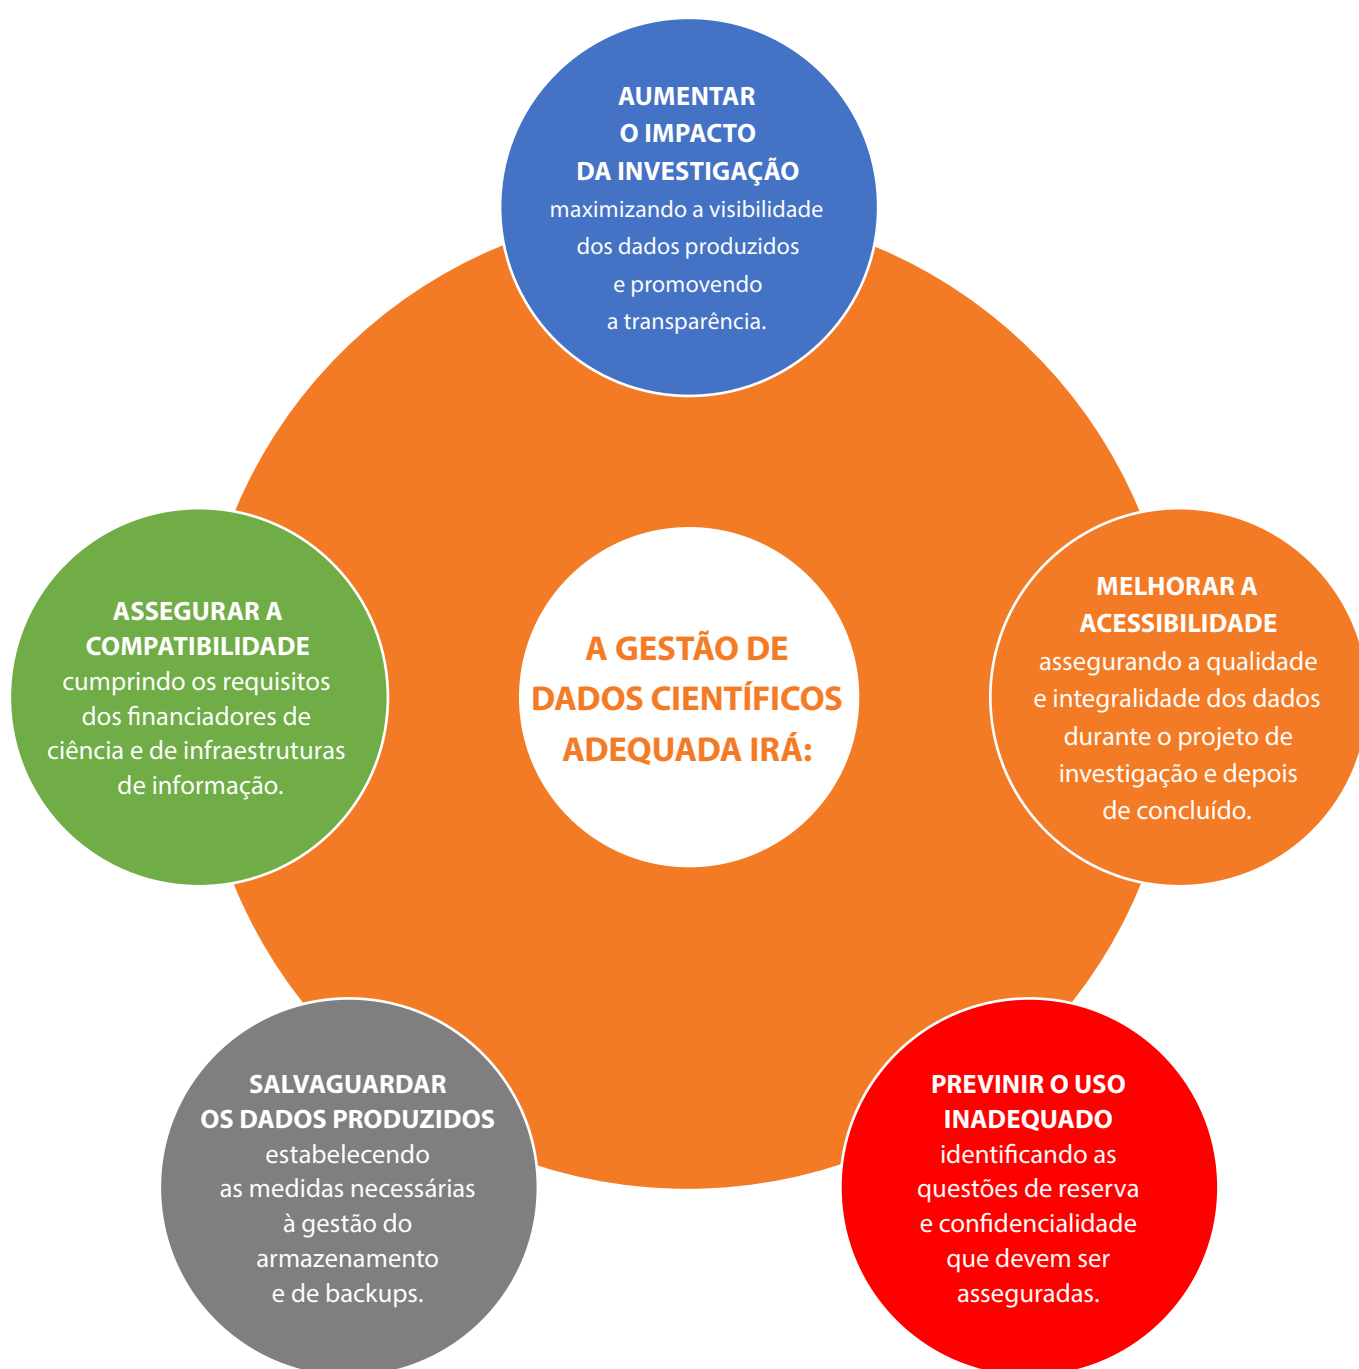 AUMENTAR
O IMPACTO
DA INVESTIGAÇÃO
maximizando a visibilidade
dos dados produzidos
e promovendo
a transparência.
ASSEGURAR A
COMPATIBILIDADE
cumprindo os requisitos
dos financiadores de
ciência e de infraestruturas
de informação.
A GESTÃO DE
DADOS CIENTÍFICOS
ADEQUADA IRÁ:
MELHORAR A
ACESSIBILIDADE
assegurando a qualidade
e integralidade dos dados
durante o projeto de
investigação e depois
de concluído.
SALVAGUARDAR
OS DADOS PRODUZIDOS
estabelecendo
as medidas necessárias
à gestão do
armazenamento
e de backups.
PREVINIR O USO
INADEQUADO
identificando as
questões de reserva
e confidencialidade
que devem ser
asseguradas.